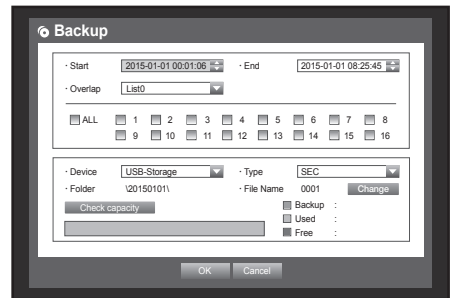 Backup
· Start 2015-01-01 00:01:06 · End 2015-01-01 08:25:45
· Overlap List0
ALL 1 2 3 4 5 6 7 8
9 10 11 12 13 14 15 16
· Device USB-Storage · Type SEC
· Folder \20150101\ · File Name 0001 Change
Check capacity Backup :
Used :
Free :
OK Cancel